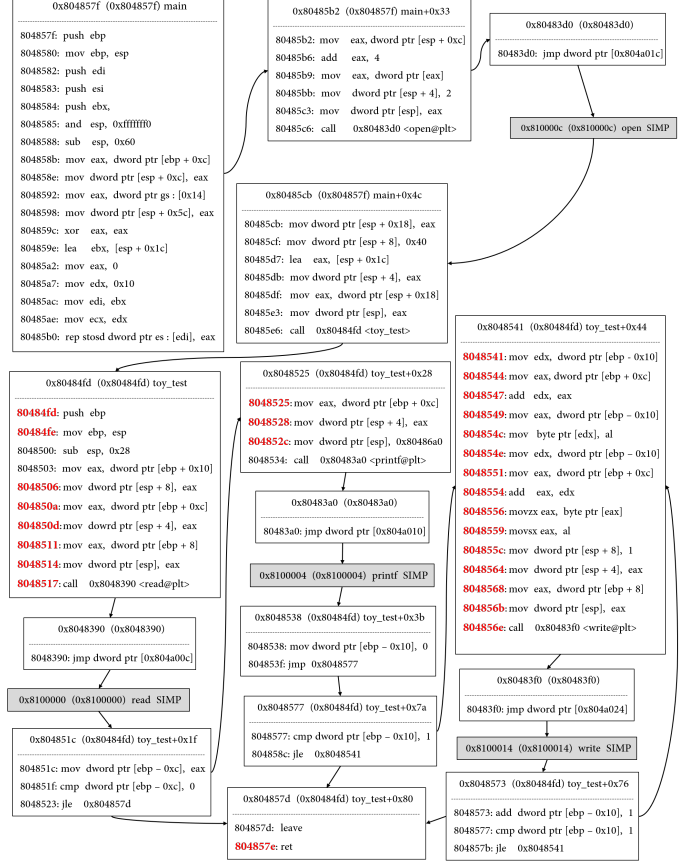 0x804857f (0x804857f) main
804857f: push ebp
8048580: mov ebp, esp
8048582: push edi
8048583: push esi
8048584: push ebx,
8048585: and esp, 0xfffffff0
8048588: sub esp, 0x60
804858b: mov eax, dword ptr [ebp + 0xc]
804858e: mov dword ptr [esp + 0xc], eax
8048592: mov eax, dword ptr gs : [0x14]
8048598: mov dword ptr [esp + 0x5c], eax
804859c: xor eax, eax
804859e: lea ebx, [esp + 0x1c]
80485a2: mov eax, 0
80485a7: mov edx, 0x10
80485ac: mov edi, ebx
80485ae: mov ecx, edx
80485b0: rep stosd dword ptr es : [edi], eax
0x80485b2 (0x804857f) main+0x33
80485b2: mov eax, dword ptr [esp + 0xc]
80485b6: add eax, 4
80485b9: mov eax, dword ptr [eax]
80485bb: mov dword ptr [esp + 4], 2
80485c3: mov dword ptr [esp], eax
80485c6: call 0x80483d0 <open@plt>
0x80483d0 (0x80483d0)
80483d0: jmp dword ptr [0x804a01c]
0x810000c (0x810000c) open SIMP
0x80485cb (0x804857f) main+0x4c
80485cb: mov dword ptr [esp + 0x18], eax
80485cf: mov dword ptr [esp + 8], 0x40
80485d7: lea eax, [esp + 0x1c]
80485db: mov dword ptr [esp + 4], eax
80485df: mov eax, dword ptr [esp + 0x18]
80485e3: mov dword ptr [esp], eax
80485e6: call 0x80484fd <toy_test>
0x80484fd (0x80484fd) toy_test
80484fd: push ebp
80484fe: mov ebp, esp
8048500: sub esp, 0x28
8048503: mov eax, dword ptr [ebp + 0x10]
8048506: mov dword ptr [esp + 8], eax
804850a: mov eax, dword ptr [ebp + 0xc]
804850d: mov dowrd ptr [esp + 4], eax
8048511: mov eax, dword ptr [ebp + 8]
8048514: mov dword ptr [esp], eax
8048517: call 0x8048390 <read@plt>
0x8048390 (0x8048390)
8048390: jmp dword ptr [0x804a00c]
0x8100000 (0x8100000) read SIMP
0x804851c (0x80484fd) toy_test+0x1f
804851c: mov dword ptr [ebp − 0xc], eax
804851f: cmp dword ptr [ebp − 0xc], 0
8048523: jle 0x804857d
0x8048525 (0x80484fd) toy_test+0x28
8048525: mov eax, dword ptr [ebp + 0xc]
8048528: mov dword ptr [esp + 4], eax
804852c: mov dword ptr [esp], 0x80486a0
8048534: call 0x80483a0 <printf@plt>
0x80483a0 (0x80483a0)
80483a0: jmp dword ptr [0x804a010]
0x8100004 (0x8100004) printf SIMP
0x8048538 (0x80484fd) toy_test+0x3b
8048538: mov dword ptr [ebp − 0x10], 0
804853f: jmp 0x8048577
0x8048577 (0x80484fd) toy_test+0x7a
8048577: cmp dword ptr [ebp − 0x10], 1
804858c: jle 0x8048541
0x804857d (0x80484fd) toy_test+0x80
804857d: leave
804857e: ret
0x8048541 (0x80484fd) toy_test+0x44
8048541: mov edx, dword ptr [ebp - 0x10]
8048544: mov eax, dword ptr [ebp + 0xc]
8048547: add edx, eax
8048549: mov eax, dword ptr [ebp − 0x10]
804854c: mov byte ptr [edx], al
804854e: mov edx, dword ptr [ebp − 0x10]
8048551: mov eax, dword ptr [ebp + 0xc]
8048554: add eax, edx
8048556: movzx eax, byte ptr [eax]
8048559: movsx eax, al
804855c: mov dword ptr [esp + 8], 1
8048564: mov dword ptr [esp + 4], eax
8048568: mov eax, dword ptr [ebp + 8]
804856b: mov dword ptr [esp], eax
804856e: call 0x80483f0 <write@plt>
0x80483f0 (0x80483f0)
80483f0: jmp dword ptr [0x804a024]
0x8100014 (0x8100014) write SIMP
0x8048573 (0x80484fd) toy_test+0x76
8048573: add dword ptr [ebp − 0x10], 1
8048577: cmp dword ptr [ebp − 0x10], 1
804857b: jle 0x8048541